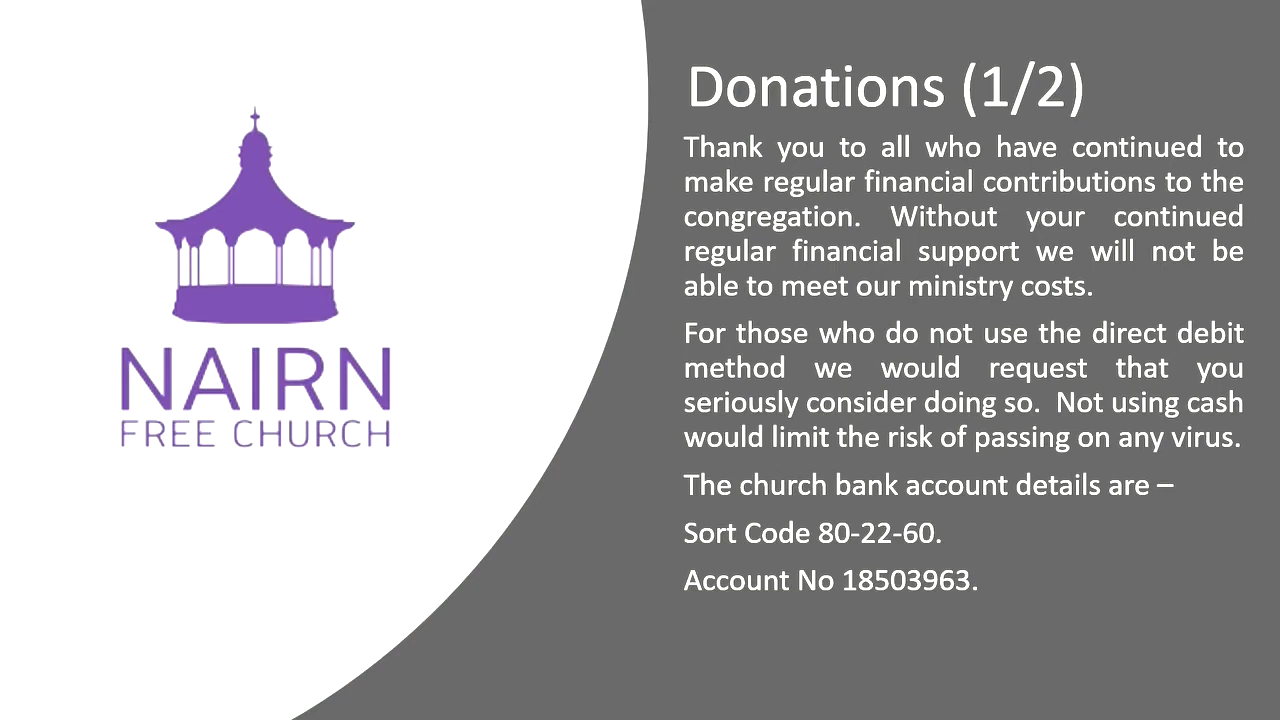 NAIRN
FREE CHURCH
Donations (1/2)
Thank you to all who have continued to
make regular financial contributions to the
congregation. Without your continued
regular financial support we will not be
able to meet our ministry costs.
For those who do not use the direct debit
method we would request that you
seriously consider doing so.  Not using cash
would limit the risk of passing on any virus.
The church bank account details are –
Sort Code 80-22-60.
Account No 18503963.